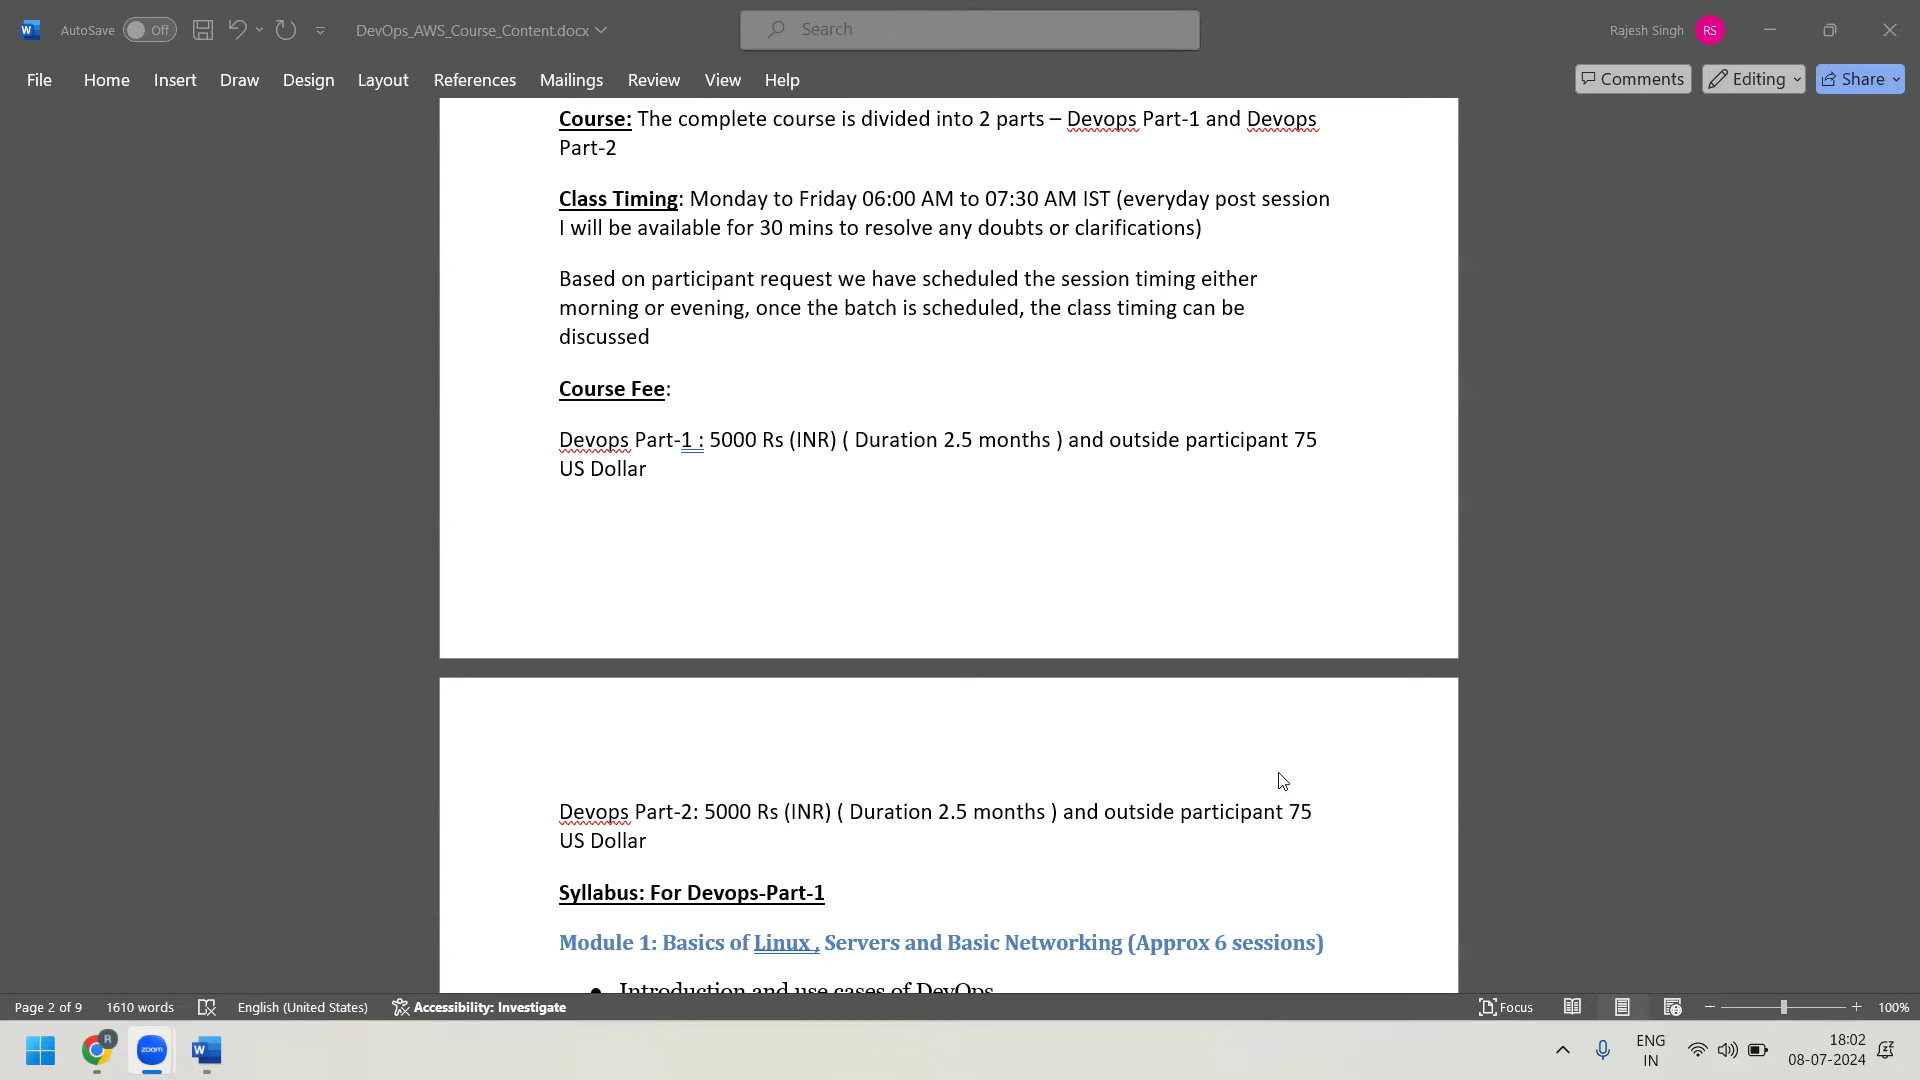 AutoSave Off DevOps_AWS_Course_Content.docx Search Rajesh Singh RS
File Home Insert Draw Design Layout References Mailings Review View Help Comments Editing Share
Course: The complete course is divided into 2 parts – Devops Part-1 and Devops
Part-2
Class Timing: Monday to Friday 06:00 AM to 07:30 AM IST (everyday post session
I will be available for 30 mins to resolve any doubts or clarifications)
Based on participant request we have scheduled the session timing either
morning or evening, once the batch is scheduled, the class timing can be
discussed
Course Fee:
Devops Part-1 : 5000 Rs (INR) ( Duration 2.5 months ) and outside participant 75
US Dollar
Devops Part-2: 5000 Rs (INR) ( Duration 2.5 months ) and outside participant 75
US Dollar
Syllabus: For Devops-Part-1
Module 1: Basics of Linux , Servers and Basic Networking (Approx 6 sessions)
● Introduction and use cases of DevOps
Page 2 of 9 1610 words English (United States) Accessibility: Investigate Focus 100%
R zoom W ENG 18:02
IN 08-07-2024